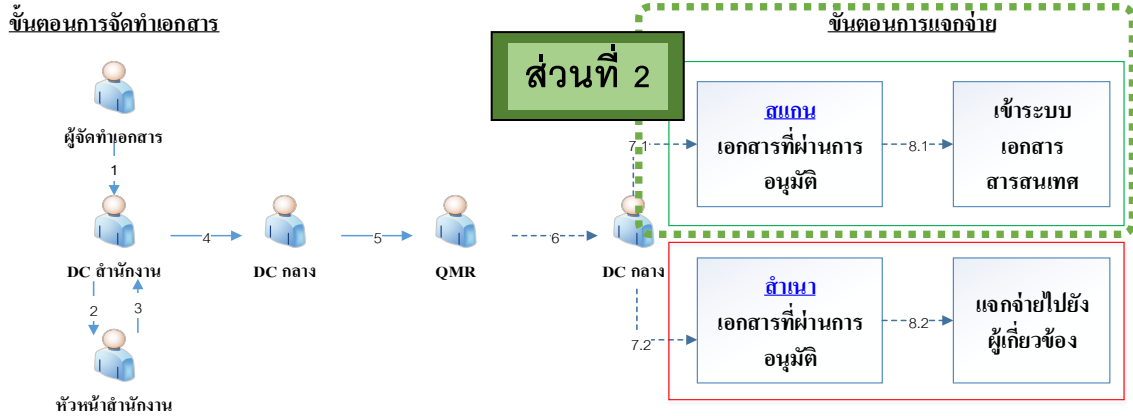 ขั้นตอนการจัดทำเอกสาร
ขั้นตอนการแจกจ่าย
ส่วนที่ 2
ผู้จัดทำเอกสาร
1
DC สำนักงาน
2
3
หัวหน้าสำนักงาน
4
DC กลาง
5
QMR
6
DC กลาง
7.1
สแกน
เอกสารที่ผ่านการ
อนุมัติ
8.1
เข้าระบบ
เอกสาร
สารสนเทศ
7.2
สำเนา
เอกสารที่ผ่านการ
อนุมัติ
8.2
แจกจ่ายไปยัง
ผู้เกี่ยวข้อง